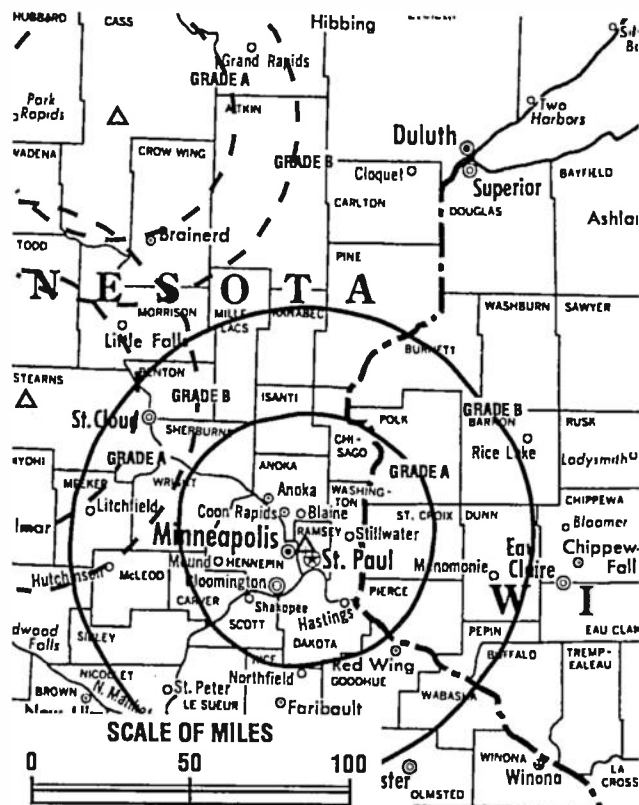 HUBBARD
CASS
Hibbing
Grand Rapids
GRADE A
AITKIN
Park
Rapids
Two
Harbors
Duluth
WADENA
CROW WING
GRADE B
Cloquet
Superior
BAYFIELD
CARLTON
DOUGLAS
Ashlar
Brainerd
TODD
PINE
NESOTA
MORRISON
MILLE
LACS
KANABEC
WASHBURN
SAWYER
Little Falls
BURNETT
BENTON
STEARNS
GRADE B
ISANTI
GRADE B
St. Cloud
SHERBURNE
POLK
BARRON
RUSK
CHI-
SAGO
Rice Lake
Ladysmith
GRADE A
ANOKA
GRADE A
MEEKER
WRIGHT
WASHING-
TON
Anoka
CHIPPEWA
Litchfield
Coon Rapids
Blaine
ST. CROIX
DUNN
Bloomer
lmar
RAMSEY
Stillwater
Minneapolis
Eau
Claire
Chippew
Falls
Mound
HENNEPIN
St. Paul
Menomonie
Hutchinson
McLEOD
Bloomington
PIERCE
W I
CARVER
Shakopee
Hastings
SCOTT
EAU CLAI
dwood
Falls
SIBLEY
DAKOTA
PEPIN
RICE
Red Wing
BUFFALO
TREMP-
EALEAU
NICOLLET
Northfield
GOODHUE
BROWN
St. Peter
WABASHA
LE SUEUR
Faribault
SCALE OF MILES
0 50 100
WINONA
Winona
LA
CROSS
ster
OLMSTED